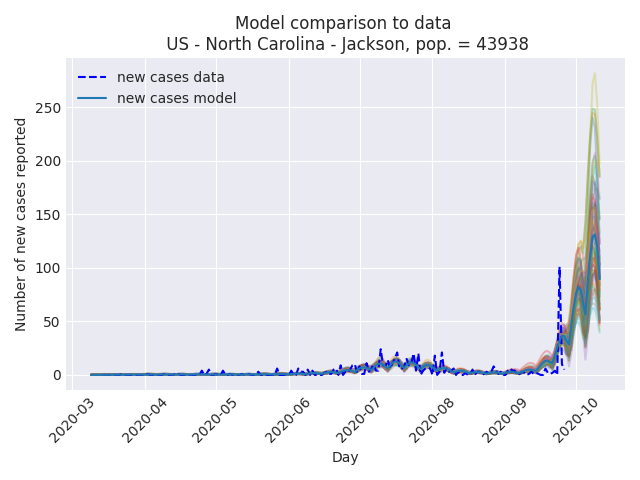 Model comparison to data
US - North Carolina - Jackson, pop. = 43938
new cases data
new cases model
Number of new cases reported
250
200
150
100
50
0
2020-03
2020-04
2020-05
2020-06
2020-07
2020-08
2020-09
2020-10
Day